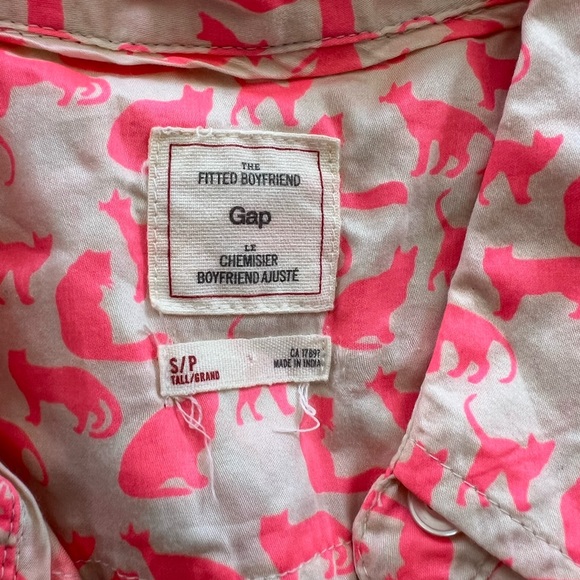 THE
FITTED BOYFRIEND
Gap
LE
CHEMISIER
BOYFRIEND AJUSTÉ
S/P
TALL/GRAND
CA 17897
MADE IN INDIA